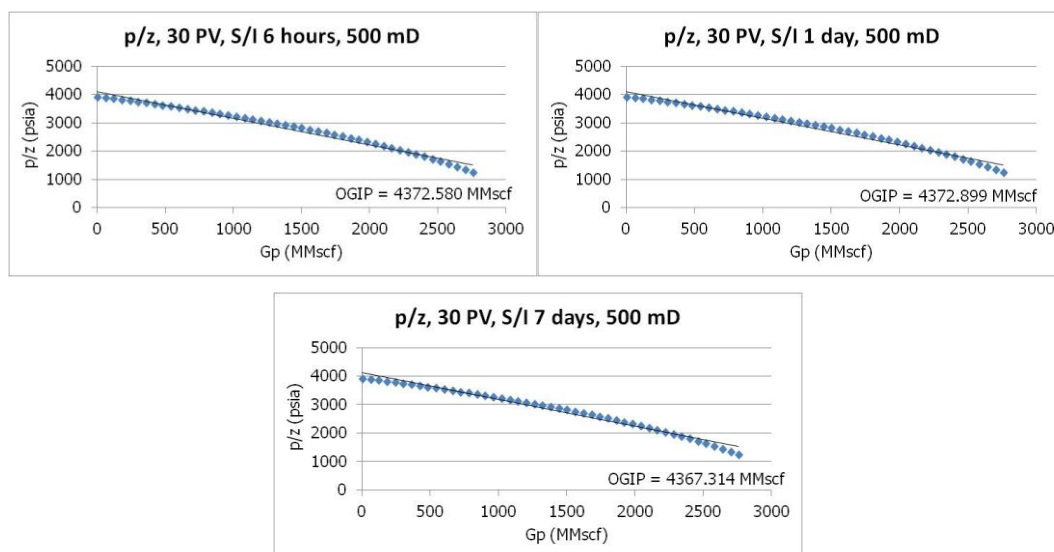 p/z, 30 PV, S/I 6 hours, 500 mD
p/z (psia)
5000
4000
3000
2000
1000
0
OGIP = 4372.580 MMscf
0 500 1000 1500 2000 2500 3000
Gp (MMscf)
p/z, 30 PV, S/I 1 day, 500 mD
p/z (psia)
5000
4000
3000
2000
1000
0
OGIP = 4372.899 MMscf
0 500 1000 1500 2000 2500 3000
Gp (MMscf)
p/z, 30 PV, S/I 7 days, 500 mD
p/z (psia)
5000
4000
3000
2000
1000
0
OGIP = 4367.314 MMscf
0 500 1000 1500 2000 2500 3000
Gp (MMscf)